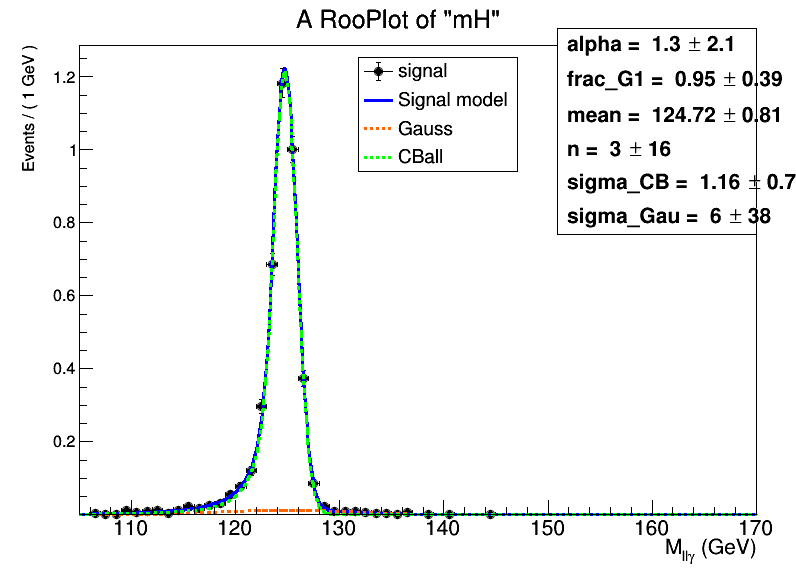 A RooPlot of "mH"
Events / ( 1 GeV )
1.2
1
0.8
0.6
0.4
0.2
110 120 130 140 150 160 170
M_llγ (GeV)
signal
Signal model
Gauss
CBall
alpha = 1.3 ± 2.1
frac_G1 = 0.95 ± 0.39
mean = 124.72 ± 0.81
n = 3 ± 16
sigma_CB = 1.16 ± 0.7
sigma_Gau = 6 ± 38